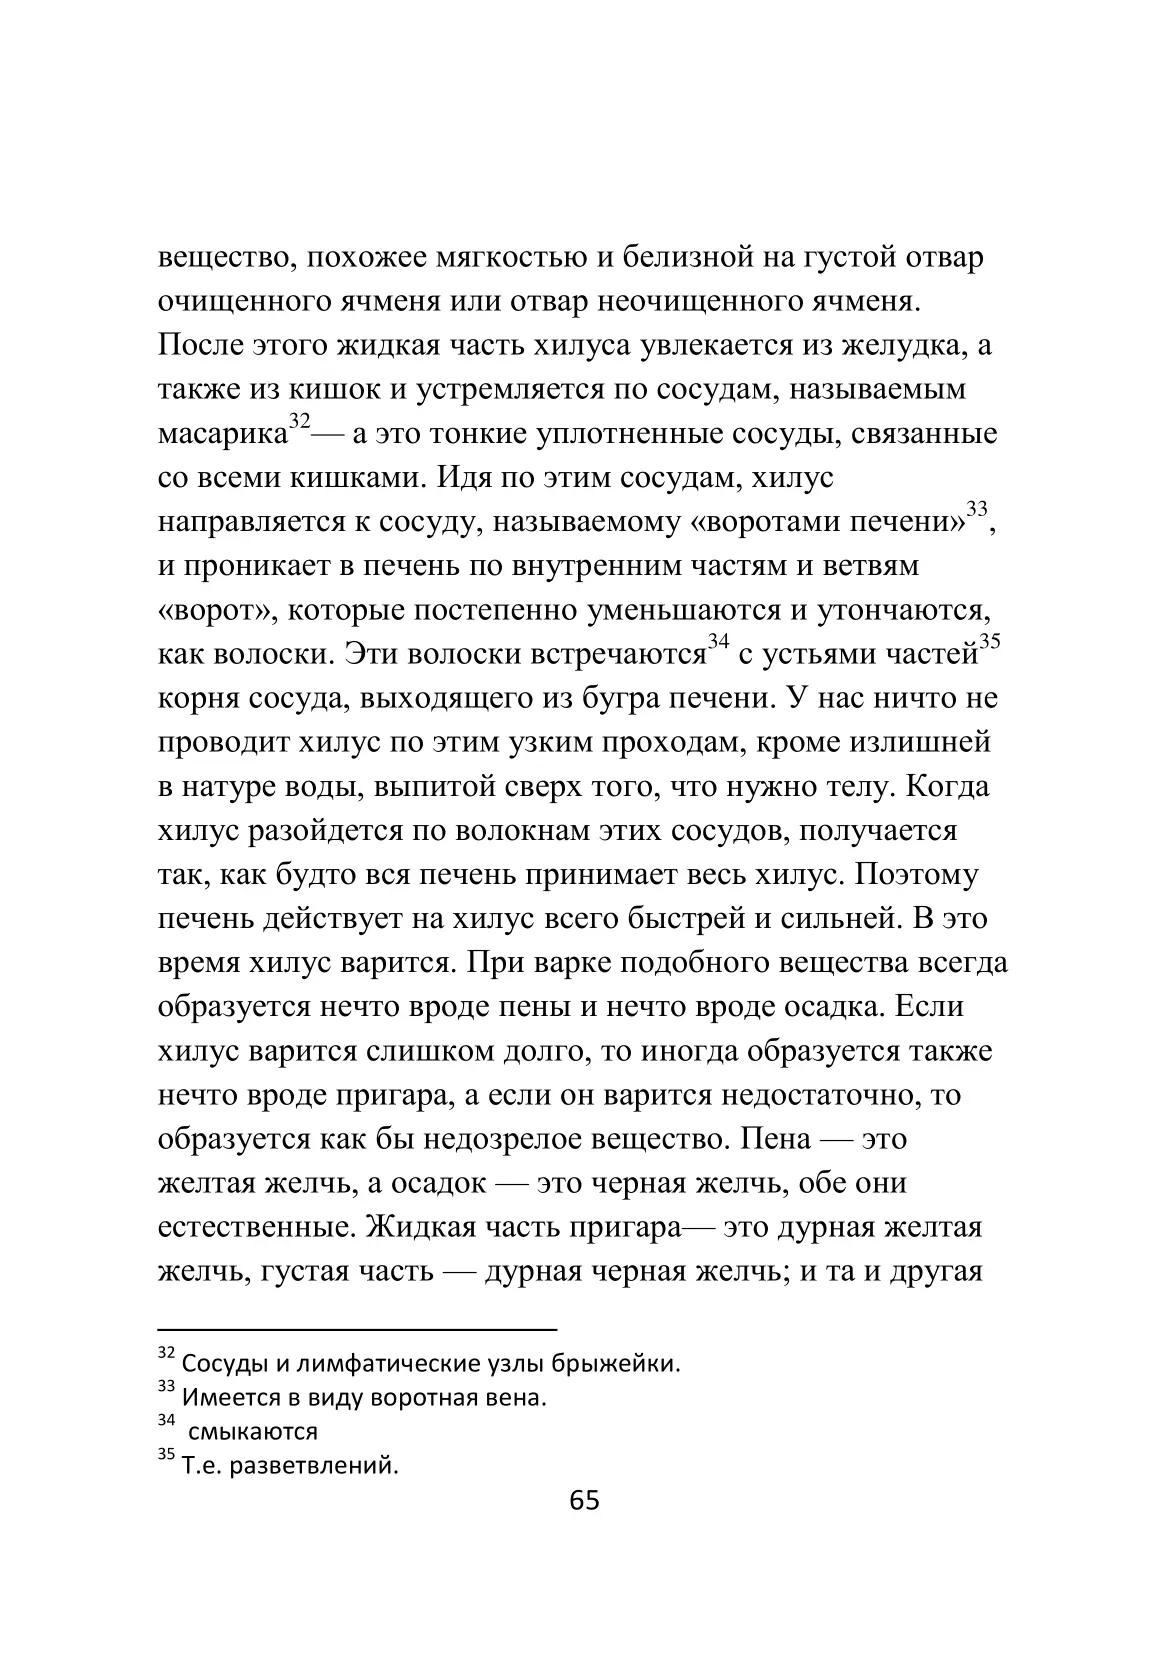 вещество, похожее мягкостью и белизной на густой отвар
очищенного ячменя или отвар неочищенного ячменя.
После этого жидкая часть хилуса увлекается из желудка, а
также из кишок и устремляется по сосудам, называемым
масарика32— а это тонкие уплотненные сосуды, связанные
со всеми кишками. Идя по этим сосудам, хилус
направляется к сосуду, называемому «воротами печени»33,
и проникает в печень по внутренним частям и ветвям
«ворот», которые постепенно уменьшаются и утончаются,
как волоски. Эти волоски встречаются34 с устьями частей35
корня сосуда, выходящего из бугра печени. У нас ничто не
проводит хилус по этим узким проходам, кроме излишней
в натуре воды, выпитой сверх того, что нужно телу. Когда
хилус разойдется по волокнам этих сосудов, получается
так, как будто вся печень принимает весь хилус. Поэтому
печень действует на хилус всего быстрей и сильней. В это
время хилус варится. При варке подобного вещества всегда
образуется нечто вроде пены и нечто вроде осадка. Если
хилус варится слишком долго, то иногда образуется также
нечто вроде пригара, а если он варится недостаточно, то
образуется как бы недозрелое вещество. Пена — это
желтая желчь, а осадок — это черная желчь, обе они
естественные. Жидкая часть пригара— это дурная желтая
желчь, густая часть — дурная черная желчь; и та и другая
32 Сосуды и лимфатические узлы брыжейки.
33 Имеется в виду воротная вена.
34 смыкаются
35 Т.е. разветвлений.
65